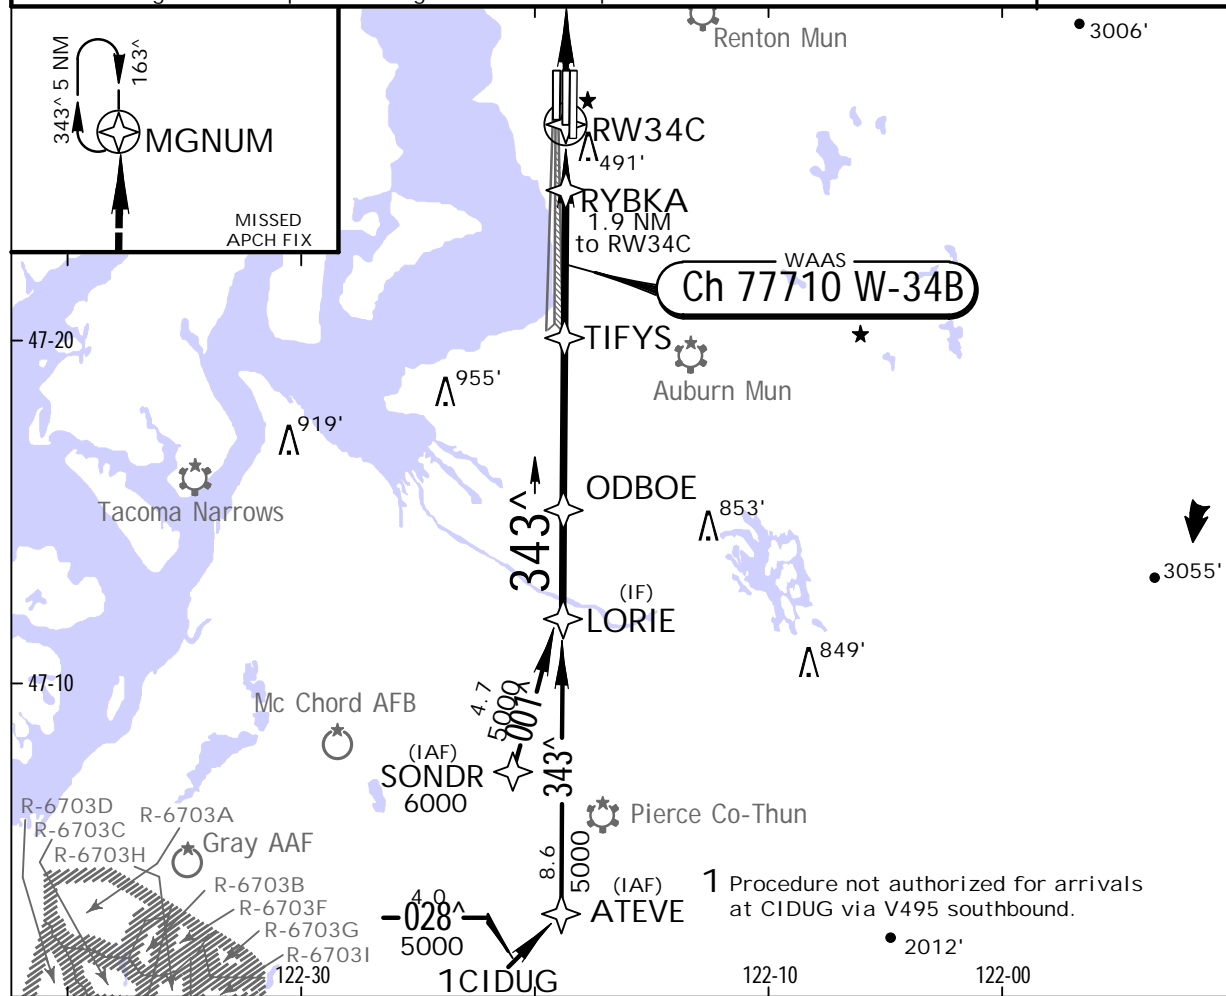 Renton Mun
3006'
343^ 5 NM
163^
MGNUM
MISSED
APCH FIX
RW34C
491'
RYBKA
1.9 NM
to RW34C
WAAS
Ch 77710 W-34B
47-20
TIFYS
Auburn Mun
955'
919'
Tacoma Narrows
ODBOE
343^
853'
3055'
(IF)
LORIE
849'
47-10
4.7
5000
001^
Mc Chord AFB
(IAF)
SONDR
6000
343^
Pierce Co-Thun
R-6703D
R-6703C
R-6703H
R-6703A
Gray AAF
R-6703B
R-6703F
R-6703G
R-6703I
8.6
5000
(IAF)
ATEVE
4.0
028^
5000
1CIDUG
1 Procedure not authorized for arrivals
at CIDUG via V495 southbound.
2012'
122-30
122-10
122-00